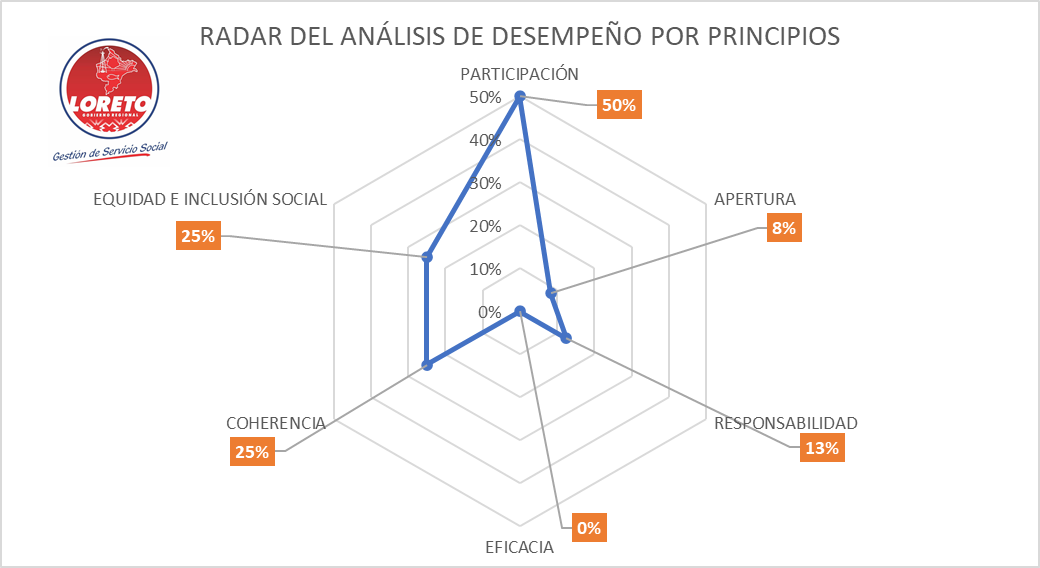 RADAR DEL ANÁLISIS DE DESEMPEÑO POR PRINCIPIOS
LORETO
GOBIERNO REGIONAL
Gestión de Servicio Social
PARTICIPACIÓN
50%
50%
40%
30%
20%
10%
0%
EQUIDAD E INCLUSIÓN SOCIAL
25%
APERTURA
8%
COHERENCIA
25%
RESPONSABILIDAD
13%
0%
EFICACIA